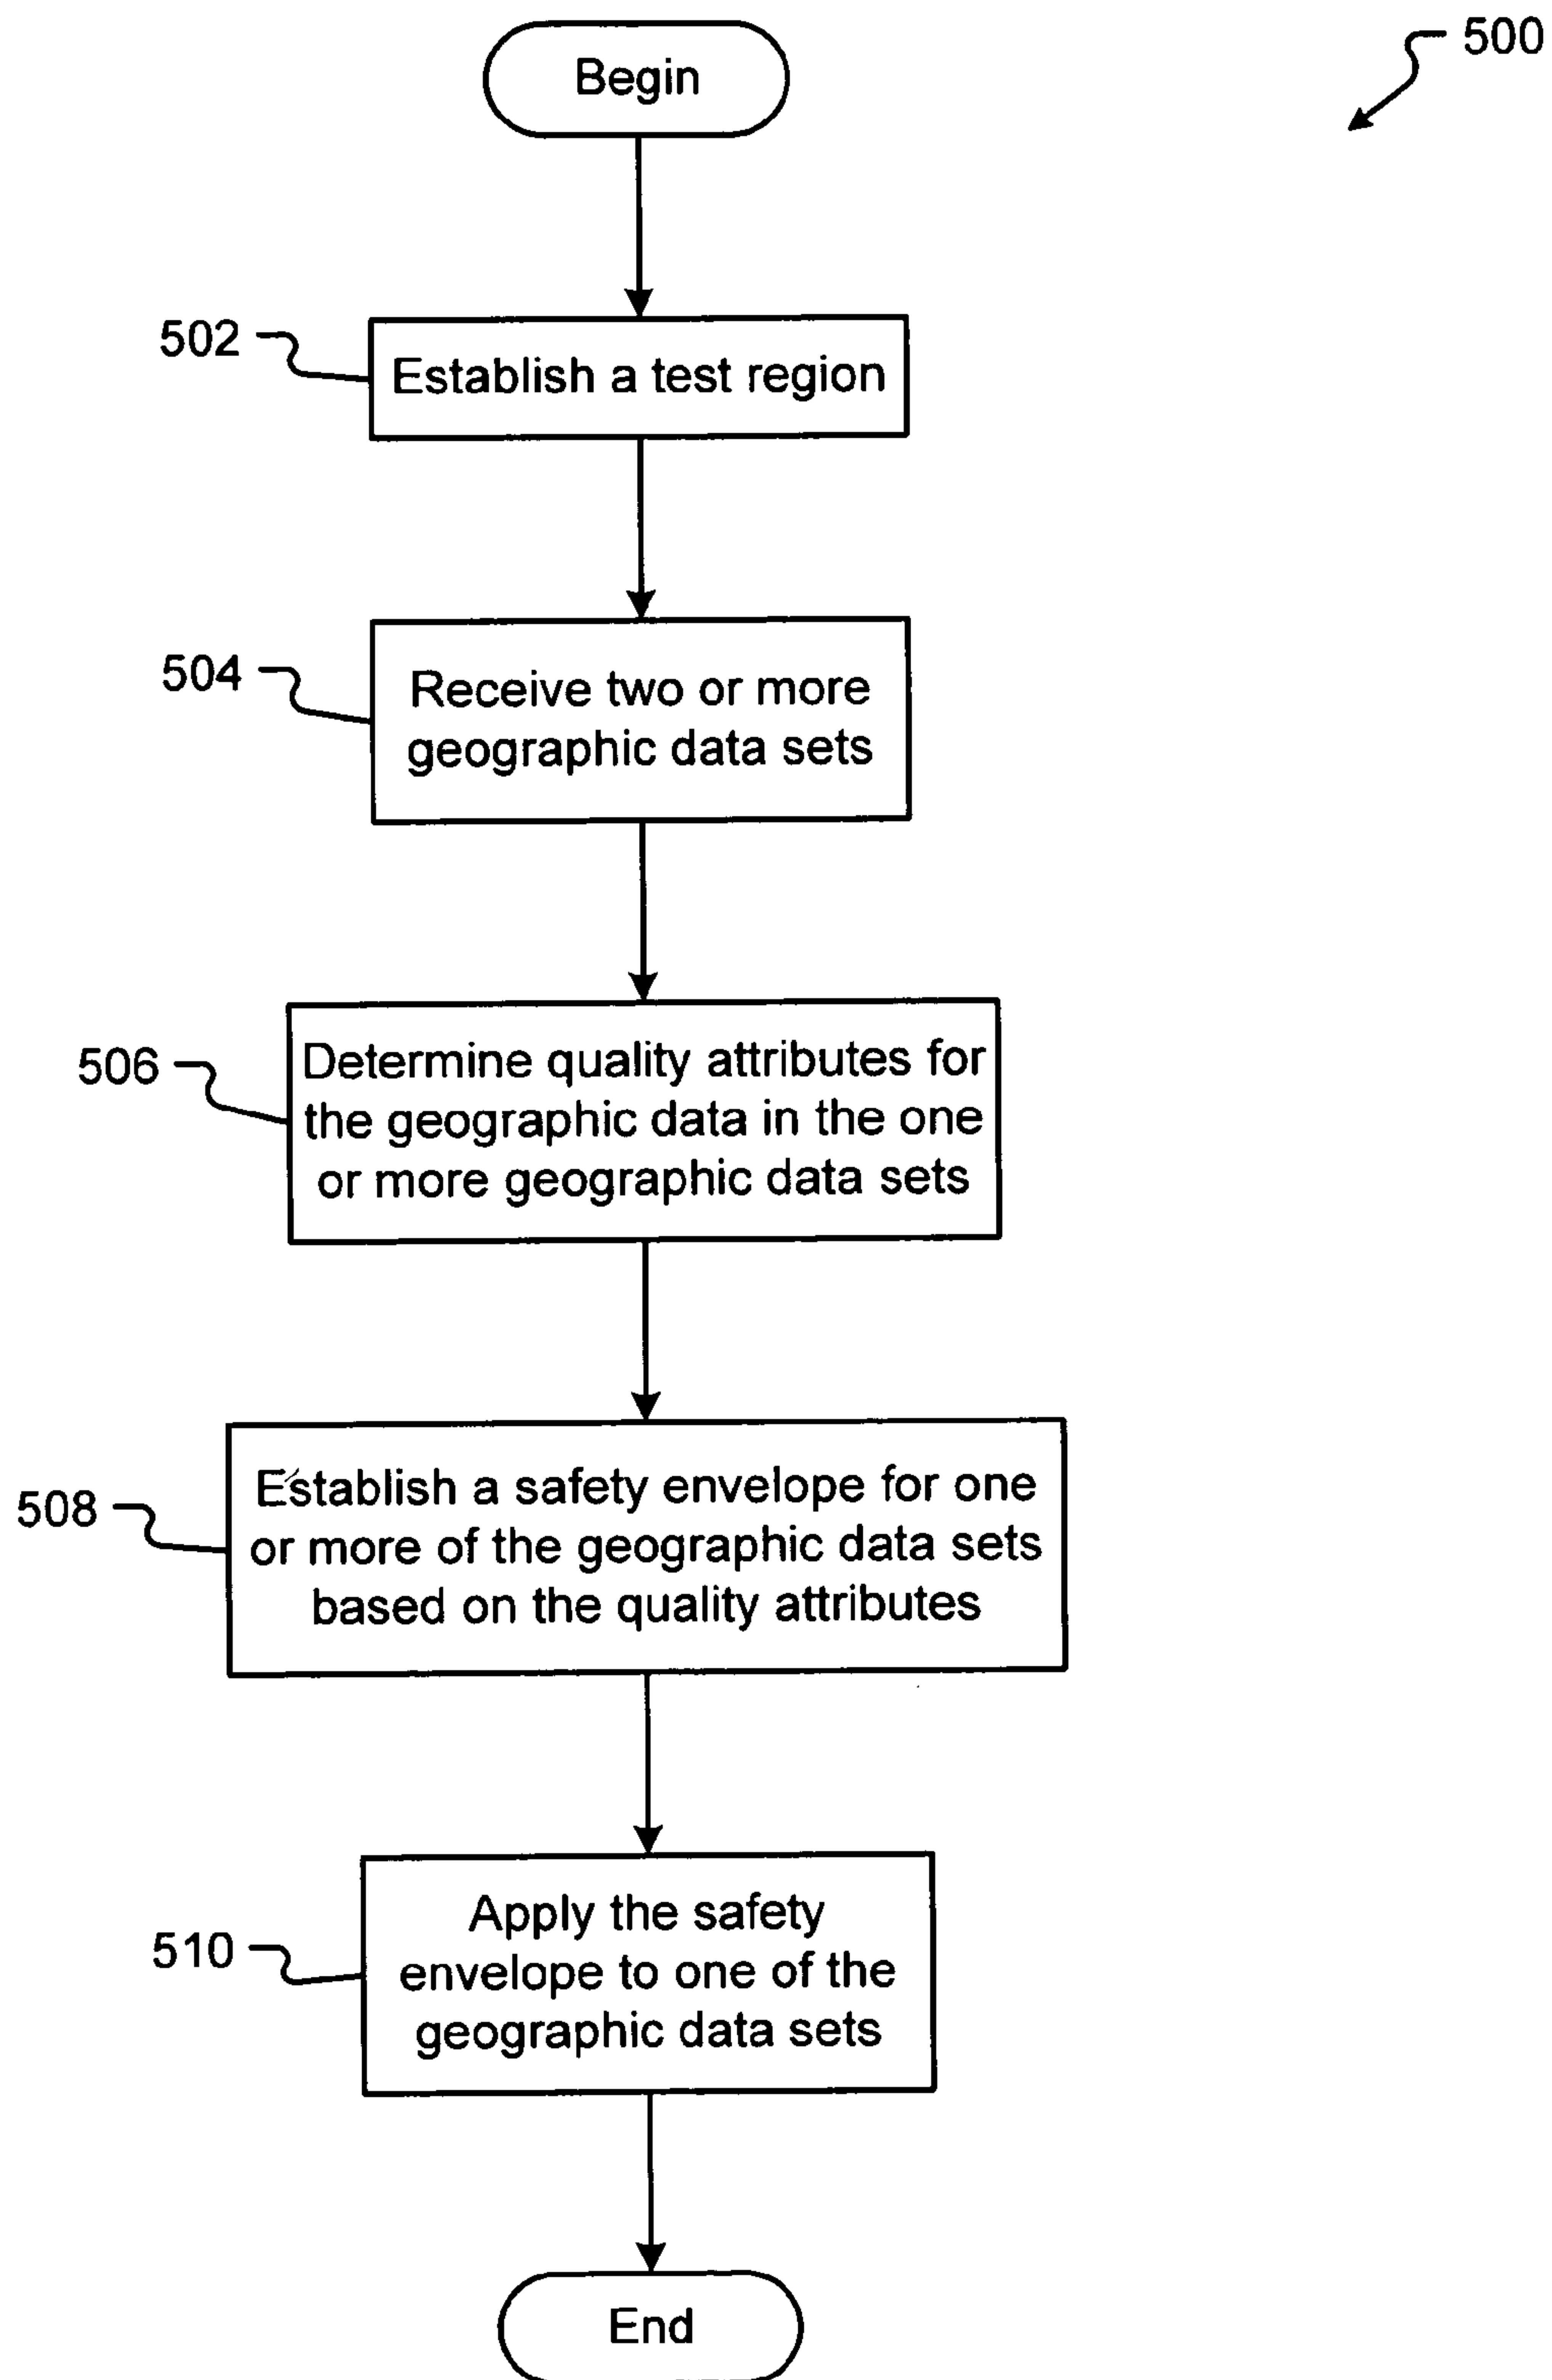 Begin
500
502
Establish a test region
504
Receive two or more
geographic data sets
506
Determine quality attributes for
the geographic data in the one
or more geographic data sets
508
Establish a safety envelope for one
or more of the geographic data sets
based on the quality attributes
510
Apply the safety
envelope to one of the
geographic data sets
End